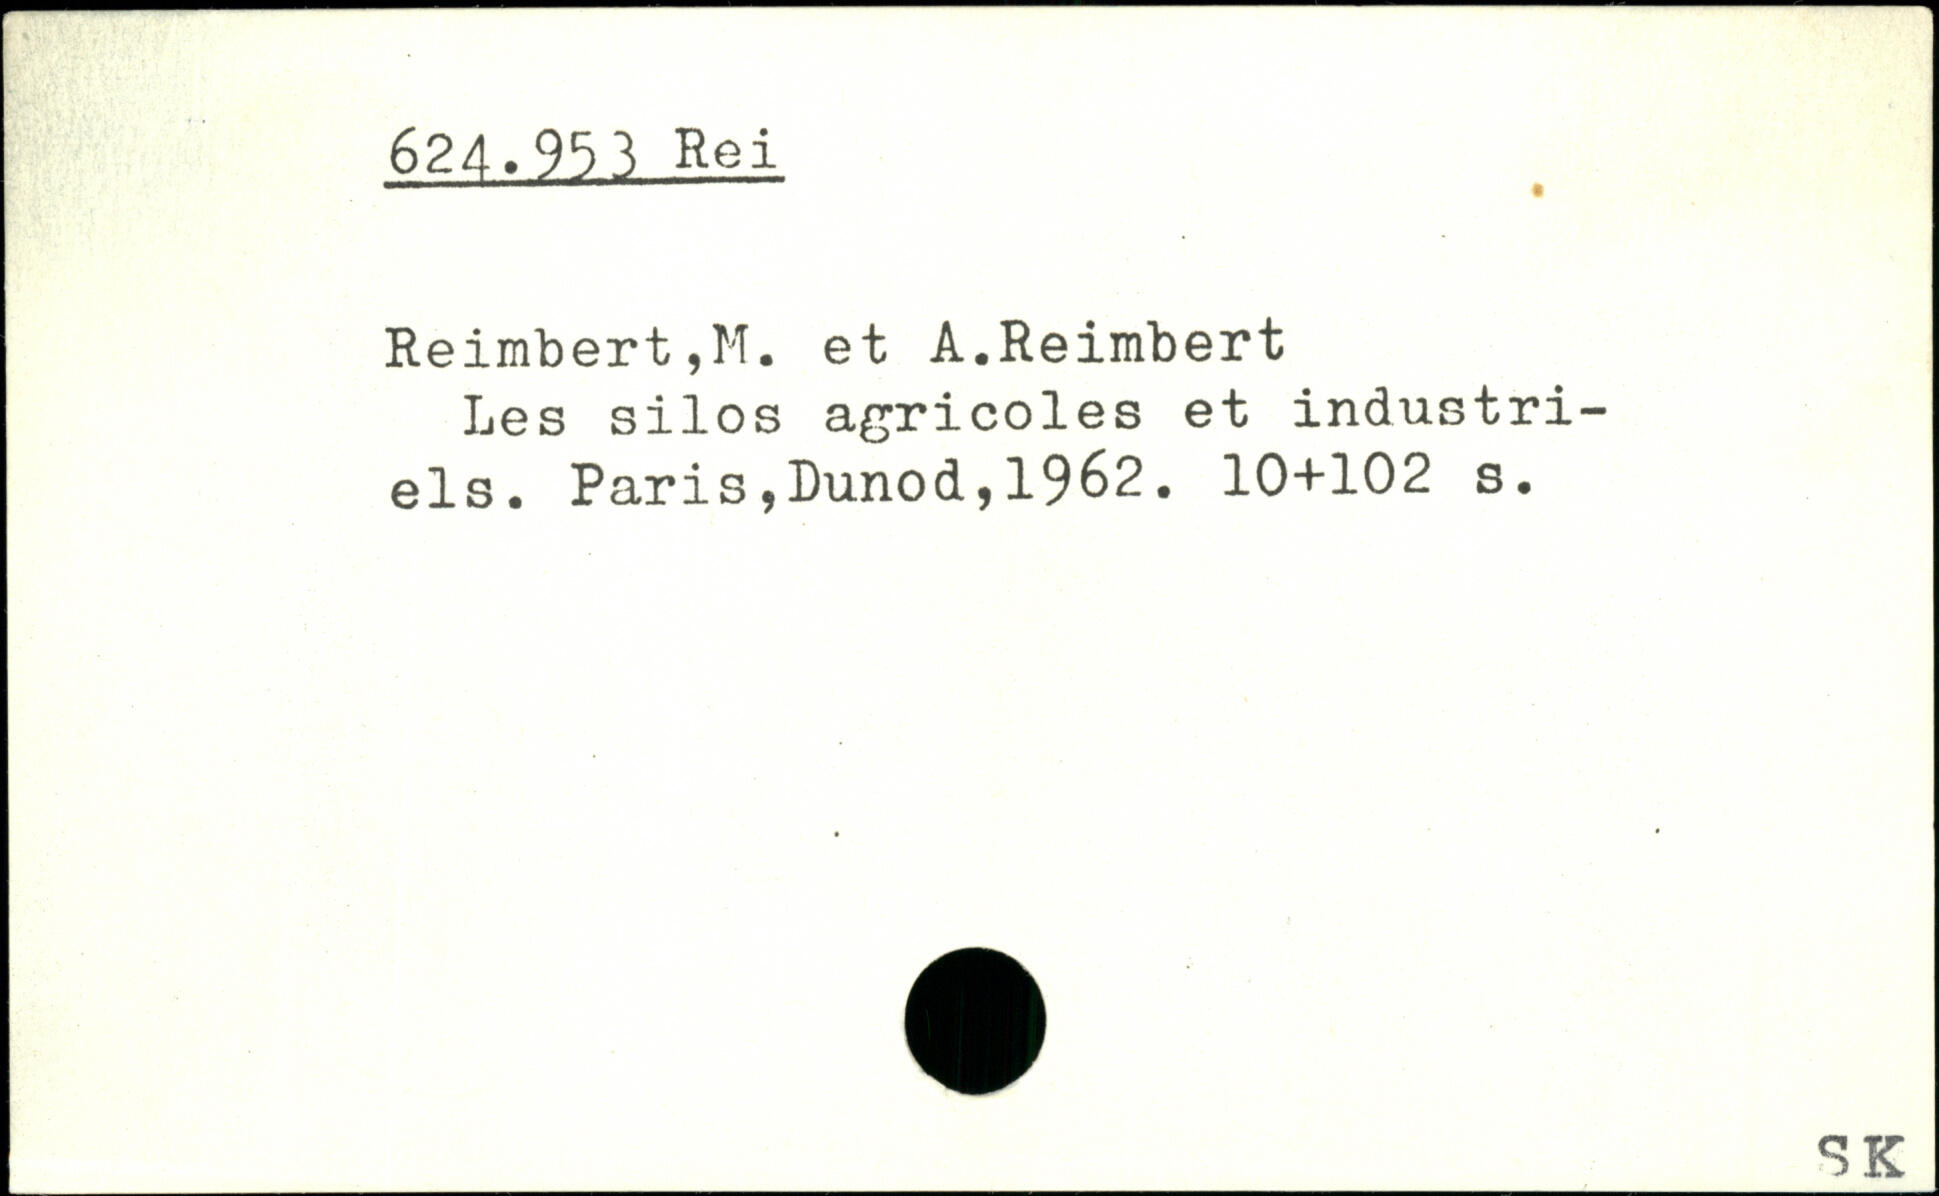 624.953 Rei
Reimbert,M. et A.Reimbert
Les silos agricoles et industri-
els. Paris,Dunod,1962. 10+102 s.
SK